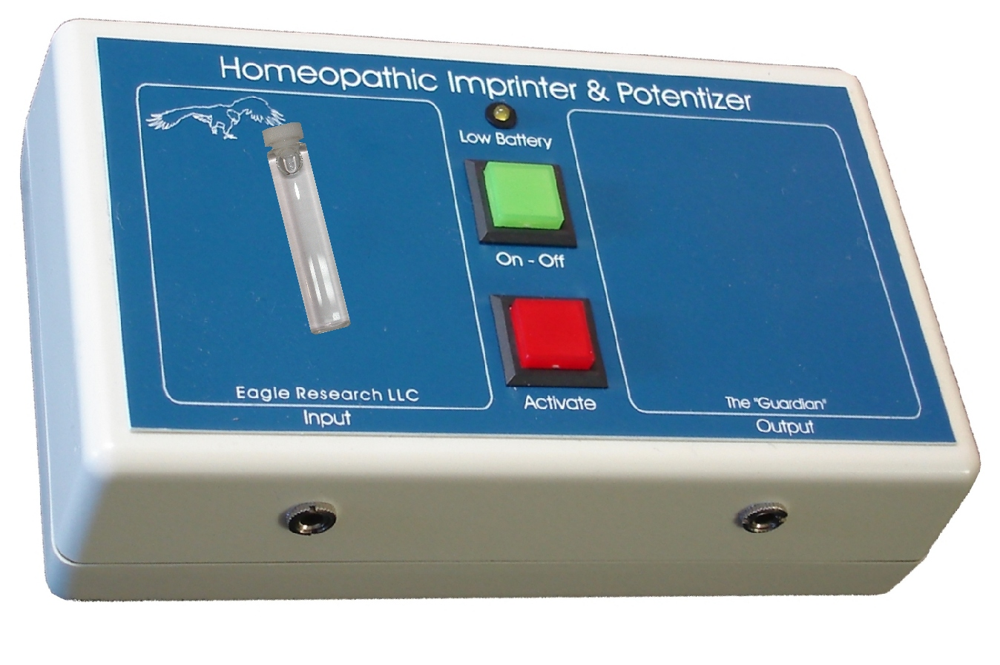 Homeopathic Imprinter & Potentizer
Low Battery
On - Off
Activate
Eagle Research LLC
Input
The "Guardian"
Output